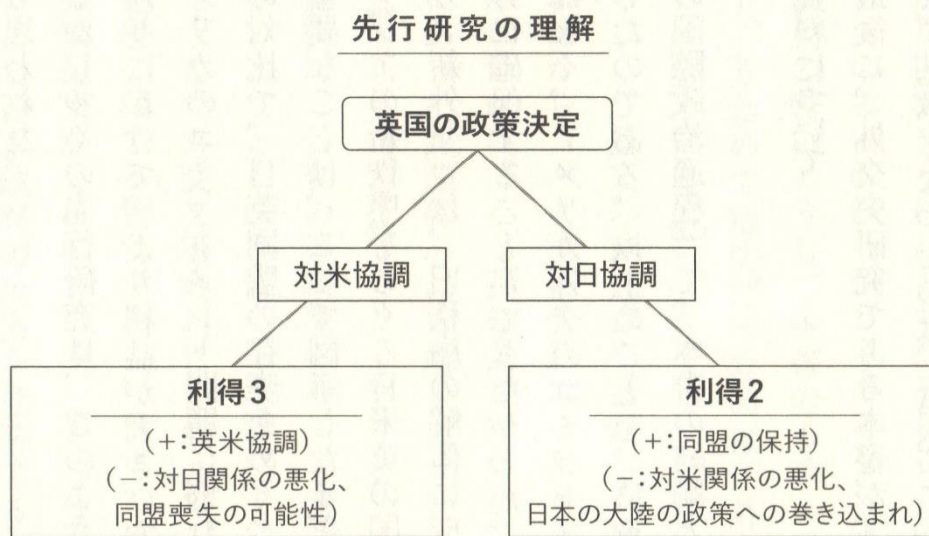 先行研究の理解
英国の政策決定
対米協調
対日協調
利得3
(+:英米協調)
(−:対日関係の悪化、
同盟喪失の可能性)
利得2
(+:同盟の保持)
(−:対米関係の悪化、
日本の大陸の政策への巻き込まれ)